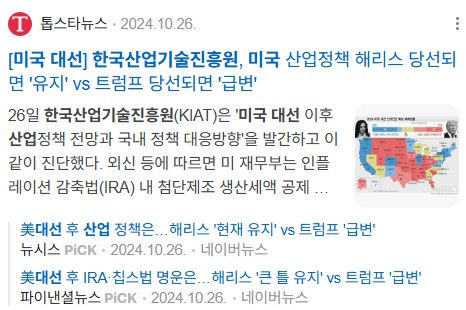 톱스타뉴스 · 2024.10.26.
[미국 대선] 한국산업기술진흥원, 미국 산업정책 해리스 당선되
면 '유지' vs 트럼프 당선되면 '급변'
26일 한국산업기술진흥원(KIAT)은 '미국 대선 이후
산업정책 전망과 국내 정책 대응방향'을 발간하고 이
같이 진단했다. 외신 등에 따르면 미 재무부는 인플
레이션 감축법(IRA) 내 첨단제조 생산세액 공제 ...
美대선 후 산업 정책은…해리스 '현재 유지' vs 트럼프 '급변'
뉴시스 PiCK · 2024.10.26. · 네이버뉴스
美대선 후 IRA·칩스법 명운은…해리스 '큰 틀 유지' vs 트럼프 '급변'
파이낸셜뉴스 PiCK · 2024.10.26. · 네이버뉴스